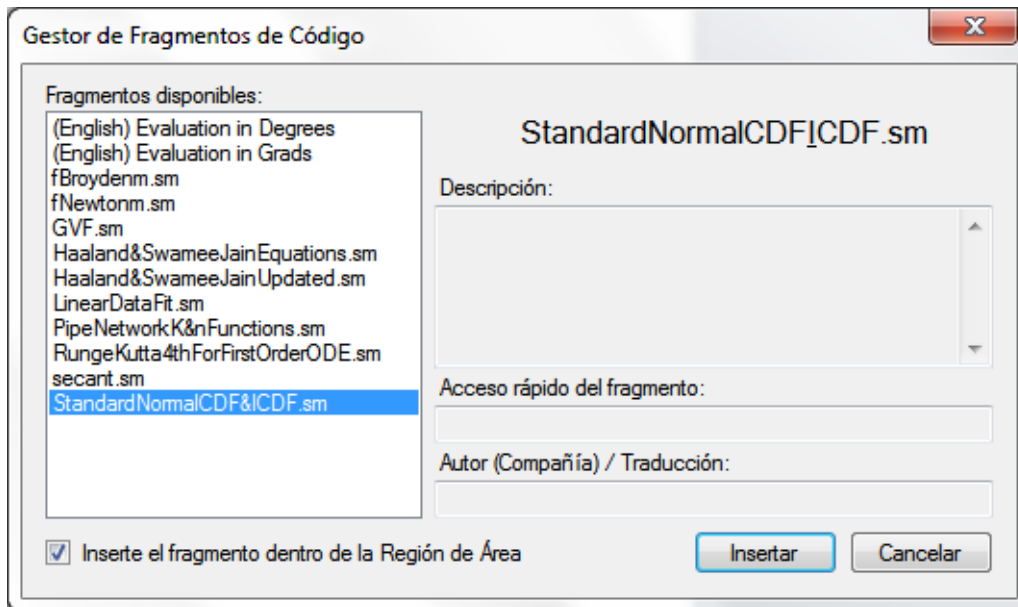 Gestor de Fragmentos de Código
Fragmentos disponibles:
(English) Evaluation in Degrees
(English) Evaluation in Grads
fBroydenm.sm
fNewtonm.sm
GVF.sm
Haaland&SwameeJainEquations.sm
Haaland&SwameeJainUpdated.sm
LinearDataFit.sm
PipeNetworkK&nFunctions.sm
RungeKutta4thForFirstOrderODE.sm
secant.sm
StandardNormalCDF&ICDF.sm
StandardNormalCDFICDF.sm
Descripción:
Acceso rápido del fragmento:
Autor (Compañía) / Traducción:
Inserte el fragmento dentro de la Región de Área
Insertar
Cancelar